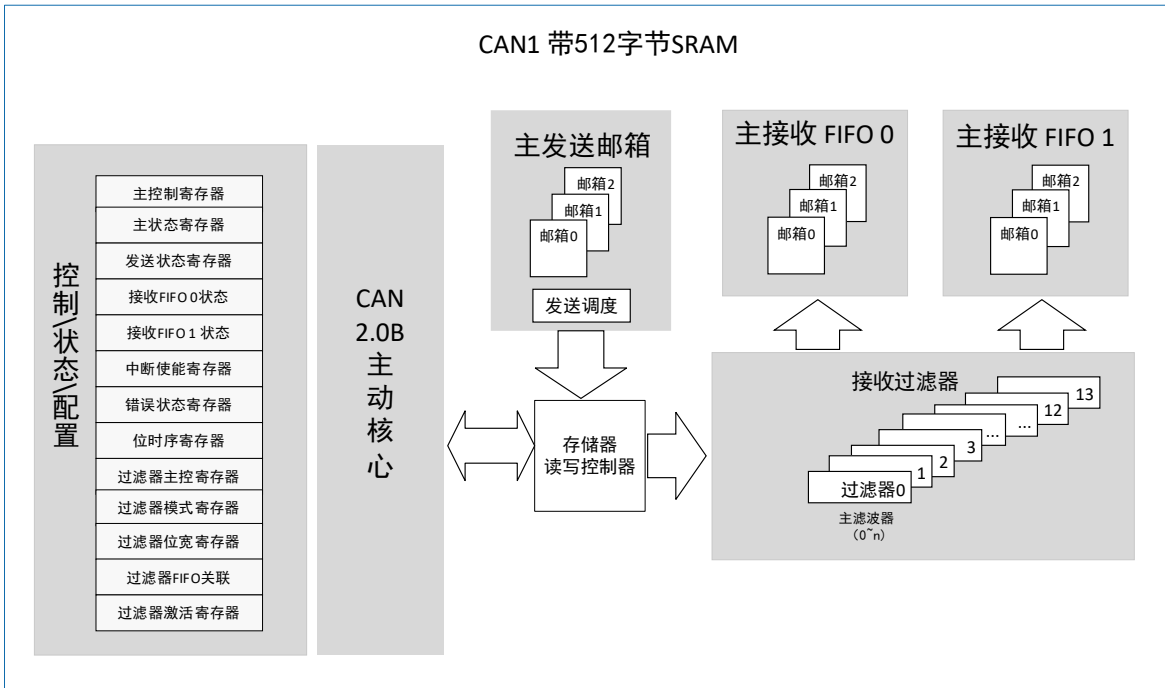 CAN1 带512字节SRAM
控制\状态\配置
主控制寄存器
主状态寄存器
发送状态寄存器
接收FIFO 0状态
接收FIFO 1 状态
中断使能寄存器
错误状态寄存器
位时序寄存器
过滤器主控寄存器
过滤器模式寄存器
过滤器位宽寄存器
过滤器FIFO关联
过滤器激活寄存器
CAN
2.0B
主
动
核
心
主发送邮箱
邮箱2
邮箱1
邮箱0
发送调度
存储器
读写控制器
主接收 FIFO 0
邮箱2
邮箱1
邮箱0
主接收 FIFO 1
邮箱2
邮箱1
邮箱0
接收过滤器
13
12
...
...
3
2
1
过滤器0
主滤波器
（0~n）